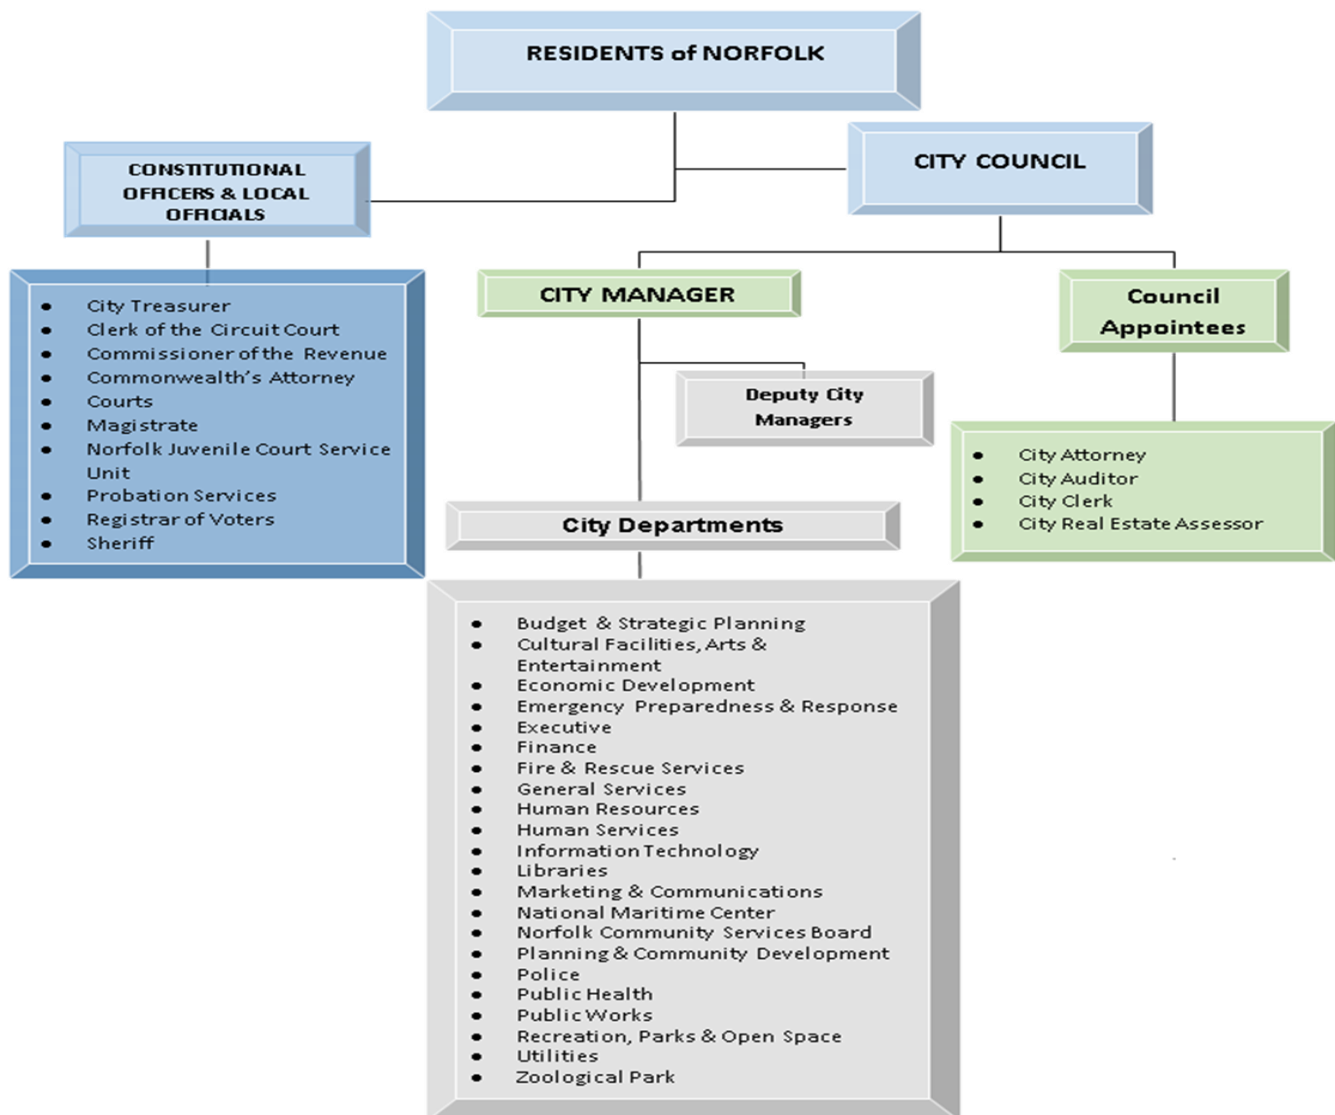 RESIDENTS of NORFOLK
CONSTITUTIONAL
OFFICERS & LOCAL
OFFICIALS
CITY COUNCIL
• City Treasurer
• Clerk of the Circuit Court
• Commissioner of the Revenue
• Commonwealth’s Attorney
• Courts
• Magistrate
• Norfolk Juvenile Court Service
Unit
• Probation Services
• Registrar of Voters
• Sheriff
CITY MANAGER
Council
Appointees
Deputy City
Managers
• City Attorney
• City Auditor
• City Clerk
• City Real Estate Assessor
City Departments
• Budget & Strategic Planning
• Cultural Facilities, Arts &
Entertainment
• Economic Development
• Emergency Preparedness & Response
• Executive
• Finance
• Fire & Rescue Services
• General Services
• Human Resources
• Human Services
• Information Technology
• Libraries
• Marketing & Communications
• National Maritime Center
• Norfolk Community Services Board
• Planning & Community Development
• Police
• Public Health
• Public Works
• Recreation, Parks & Open Space
• Utilities
• Zoological Park